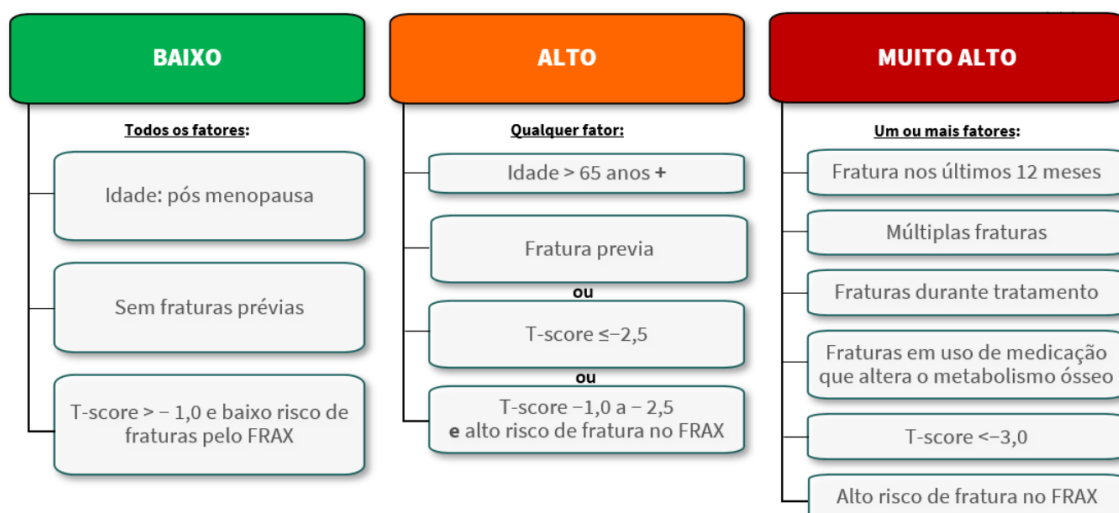 BAIXO
Todos os fatores:
Idade: pós menopausa
Sem fraturas prévias
T-score > − 1,0 e baixo risco de
fraturas pelo FRAX
ALTO
Qualquer fator:
Idade > 65 anos +
Fratura previa
ou
T-score ≤−2,5
ou
T-score −1,0 a − 2,5
e alto risco de fratura no FRAX
MUITO ALTO
Um ou mais fatores:
Fratura nos últimos 12 meses
Múltiplas fraturas
Fraturas durante tratamento
Fraturas em uso de medicação
que altera o metabolismo ósseo
T-score <−3,0
Alto risco de fratura no FRAX